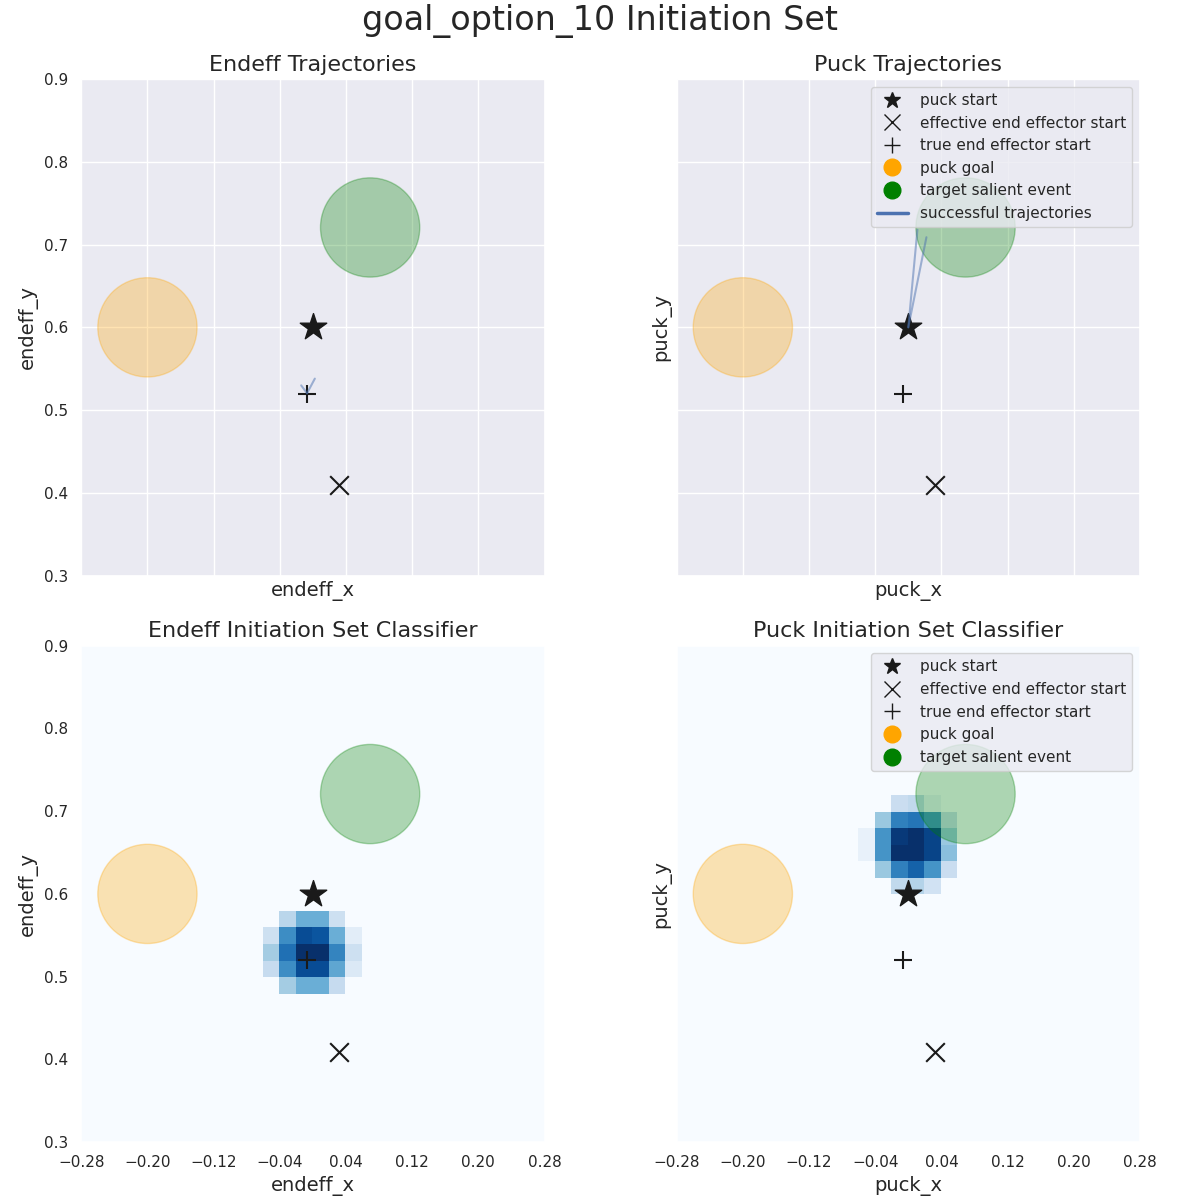 goal_option_10 Initiation Set
Endeff Trajectories
0.9
0.8
0.7
0.6
0.5
0.4
0.3
endeff_y
endeff_x
Puck Trajectories
puck start
effective end effector start
true end effector start
puck goal
target salient event
successful trajectories
puck_y
puck_x
Endeff Initiation Set Classifier
0.9
0.8
0.7
0.6
0.5
0.4
0.3
endeff_y
−0.28 −0.20 −0.12 −0.04 0.04 0.12 0.20 0.28
endeff_x
Puck Initiation Set Classifier
puck start
effective end effector start
true end effector start
puck goal
target salient event
puck_y
−0.28 −0.20 −0.12 −0.04 0.04 0.12 0.20 0.28
puck_x